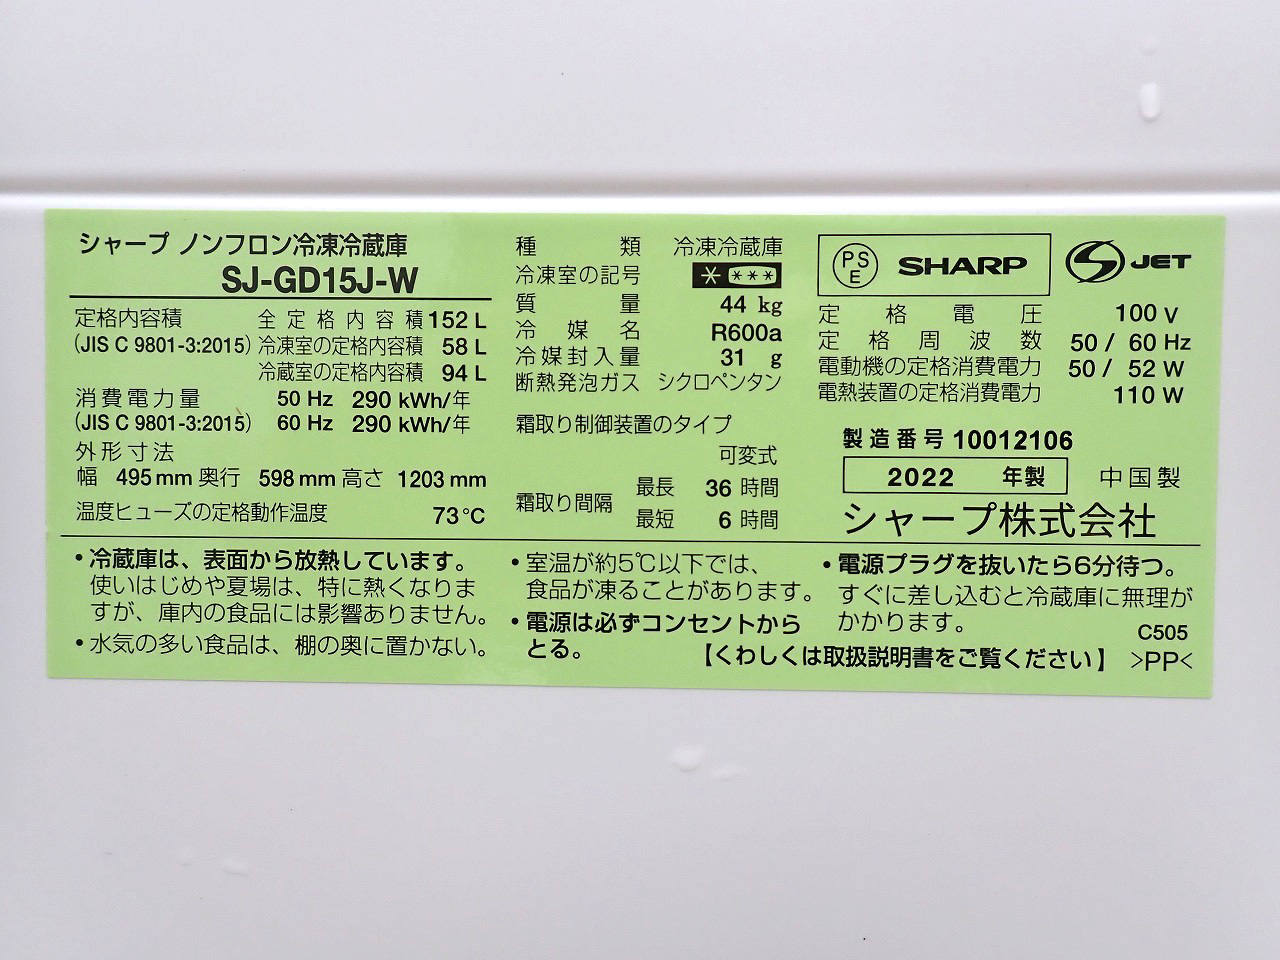 シャープ ノンフロン冷凍冷蔵庫
SJ-GD15J-W
定格内容積 全定格内容積 152 L
(JIS C 9801-3:2015) 冷凍室の定格内容積 58 L
冷蔵室の定格内容積 94 L
消費電力量 50 Hz 290 kWh/年
(JIS C 9801-3:2015) 60 Hz 290 kWh/年
外形寸法
幅 495 mm 奥行 598 mm 高さ 1203 mm
温度ヒューズの定格動作温度 73℃
種類 冷凍冷蔵庫
冷凍室の記号 * ***
質量 44 kg
冷媒名 R600a
冷媒封入量 31 g
断熱発泡ガス シクロペンタン
霜取り制御装置のタイプ
可変式
霜取り間隔 最長 36 時間
最短 6 時間
PSE SHARP S JET
定格電圧 100 V
定格周波数 50 / 60 Hz
電動機の定格消費電力 50 / 52 W
電熱装置の定格消費電力 110 W
製造番号 10012106
2022 年製 中国製
シャープ株式会社
•冷蔵庫は、表面から放熱しています。
使いはじめや夏場は、特に熱くなりま
すが、庫内の食品には影響ありません。
•水気の多い食品は、棚の奥に置かない。
•室温が約5℃以下では、
食品が凍ることがあります。
•電源は必ずコンセントから
とる。
•電源プラグを抜いたら6分待つ。
すぐに差し込むと冷蔵庫に無理が
かかります。
C505
【くわしくは取扱説明書をご覧ください】 >PP<